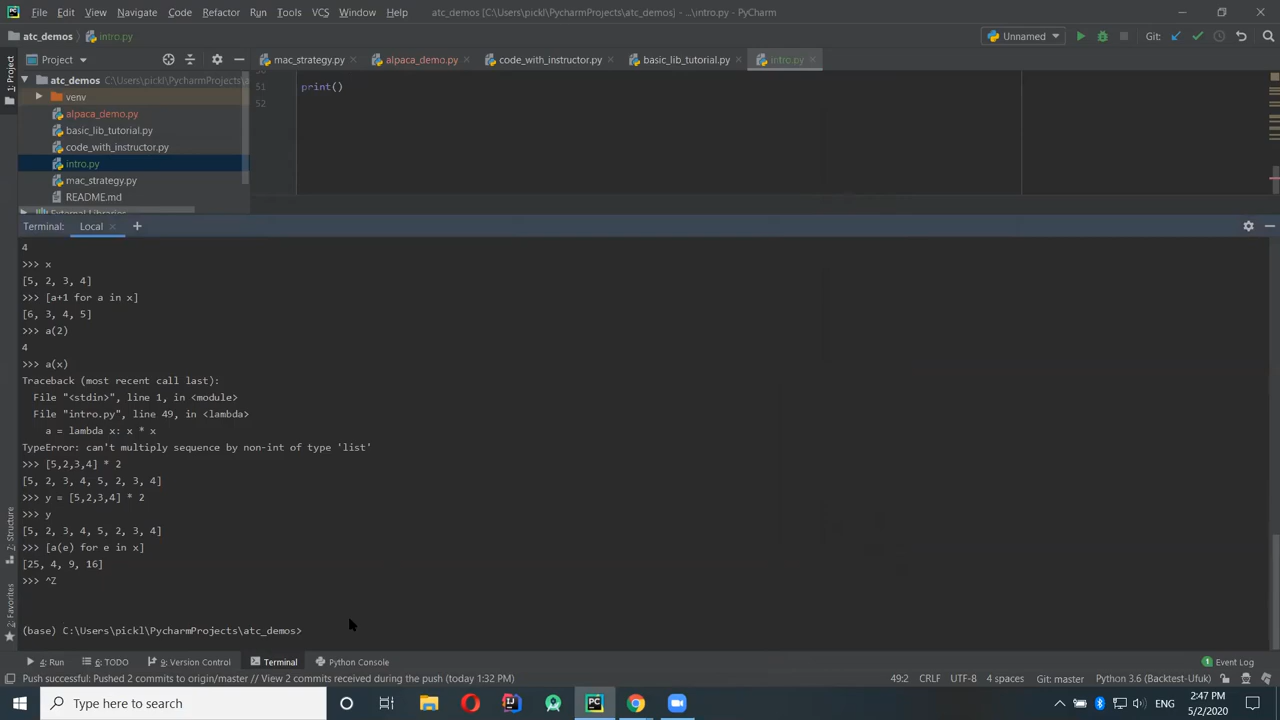 File Edit View Navigate Code Refactor Run Tools VCS Window Help atc_demos [C:\Users\pickl\PycharmProjects\atc_demos] - ...\intro.py - PyCharm
atc_demos intro.py Unnamed Git:
Project mac_strategy.py alpaca_demo.py code_with_instructor.py basic_lib_tutorial.py intro.py
1: Project
atc_demos C:\Users\pickl\PycharmProjects\a
venv
alpaca_demo.py
basic_lib_tutorial.py
code_with_instructor.py
intro.py
mac_strategy.py
README.md
External Libraries
51 print()
52
Terminal: Local +
4
>>> x
[5, 2, 3, 4]
>>> [a+1 for a in x]
[6, 3, 4, 5]
>>> a(2)
4
>>> a(x)
Traceback (most recent call last):
File "<stdin>", line 1, in <module>
File "intro.py", line 49, in <lambda>
a = lambda x: x * x
TypeError: can't multiply sequence by non-int of type 'list'
>>> [5,2,3,4] * 2
[5, 2, 3, 4, 5, 2, 3, 4]
>>> y = [5,2,3,4] * 2
>>> y
[5, 2, 3, 4, 5, 2, 3, 4]
>>> [a(e) for e in x]
[25, 4, 9, 16]
>>> ^Z
(base) C:\Users\pickl\PycharmProjects\atc_demos>
7: Structure
2: Favorites
4: Run 6: TODO 9: Version Control Terminal Python Console 1 Event Log
Push successful: Pushed 2 commits to origin/master // View 2 commits received during the push (today 1:32 PM) 49:2 CRLF UTF-8 4 spaces Git: master Python 3.6 (Backtest-Ufuk)
Type here to search ENG 2:47 PM
5/2/2020